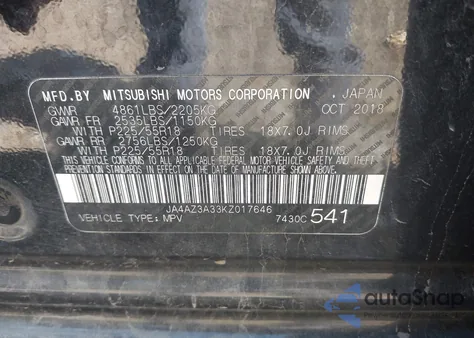 MFD.BY MITSUBISHI MOTORS CORPORATION , JAPAN
GVWR 4861LBS/2205KG OCT 2018
GAWR FR 2535LBS/1150KG
WITH P225/55R18 TIRES 18X7.0J RIMS.
GAWR RR 2756LBS/1250KG
WITH P225/55R18 TIRES 18X7.0J RIMS.
THIS VEHICLE CONFORMS TO ALL APPLICABLE FEDERAL MOTOR VEHICLE SAFETY AND
THEFT PREVENTION STANDARDS IN EFFECT ON THE DATE OF MANUFACTURE SHOWN ABOVE.
JA4AZ3A33KZ017646
VEHICLE TYPE: MPV 7430C 541
autoSnap